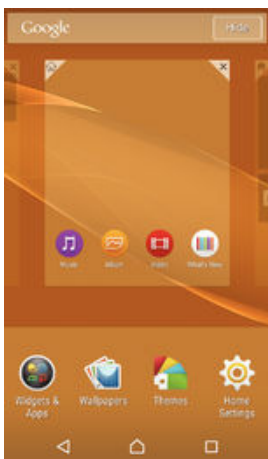 Google
Hide
Music
Album
Video
What's New
Widgets &
Apps
Wallpapers
Themes
Home
Settings